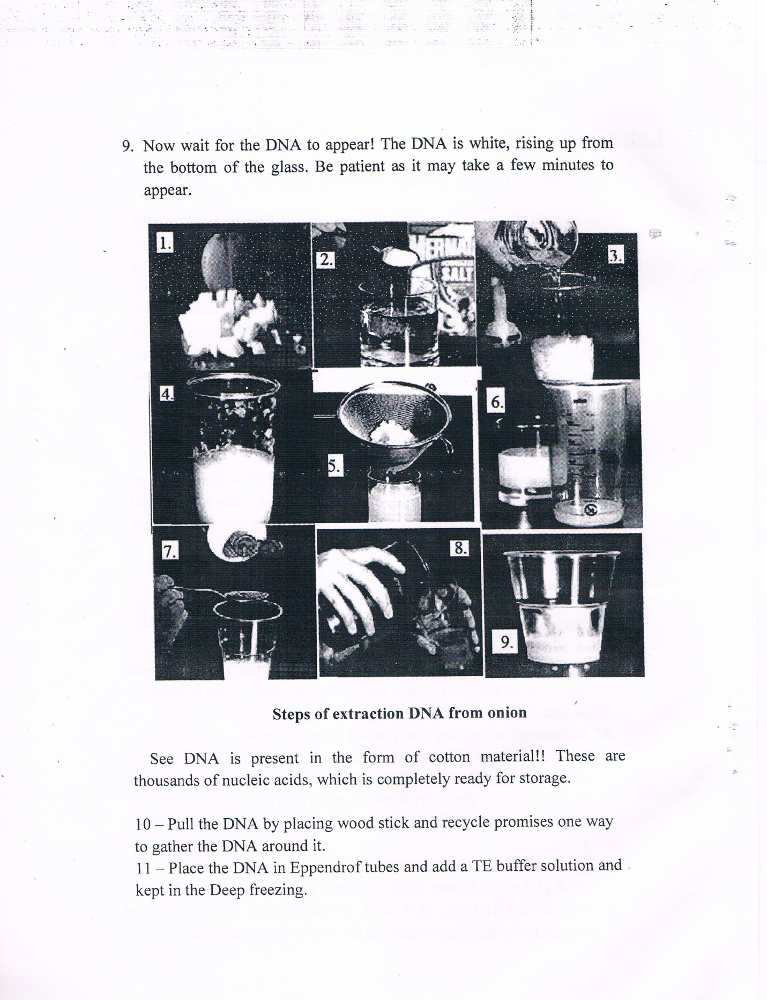 9. Now wait for the DNA to appear! The DNA is white, rising up from
the bottom of the glass. Be patient as it may take a few minutes to
appear.
1.
2.
SALT
3.
4.
5.
6.
7.
8.
9.
Steps of extraction DNA from onion
See DNA is present in the form of cotton material!! These are
thousands of nucleic acids, which is completely ready for storage.
10 – Pull the DNA by placing wood stick and recycle promises one way
to gather the DNA around it.
11 – Place the DNA in Eppendrof tubes and add a TE buffer solution and
kept in the Deep freezing.